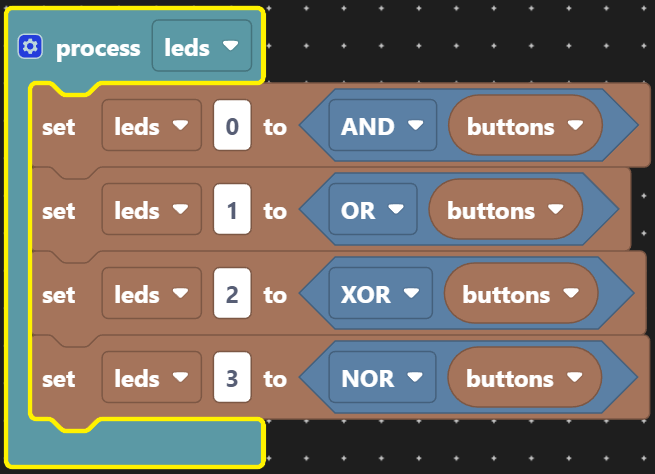 process leds
set leds 0 to AND buttons
set leds 1 to OR buttons
set leds 2 to XOR buttons
set leds 3 to NOR buttons